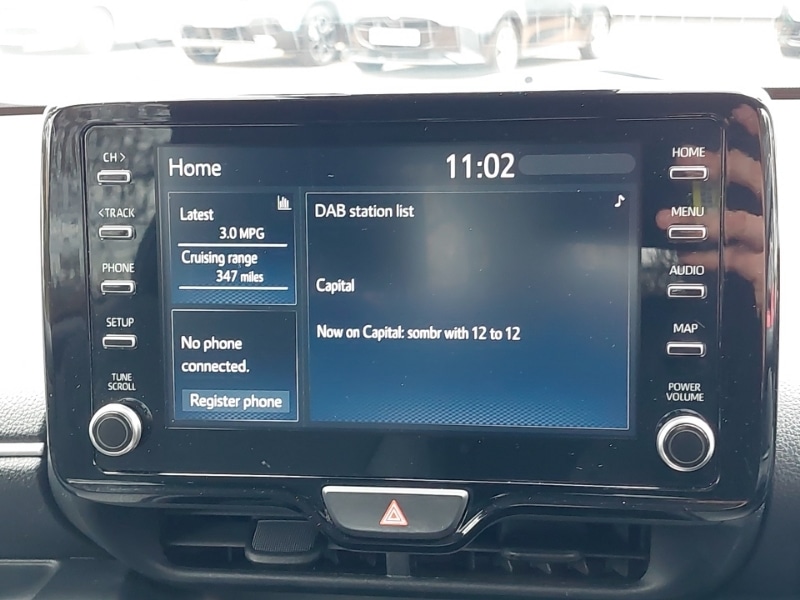 CH >
<TRACK
PHONE
SETUP
TUNE
SCROLL
Home
11:02
Latest
3.0 MPG
Cruising range
347 miles
No phone
connected.
Register phone
DAB station list
Capital
Now on Capital: sombr with 12 to 12
HOME
MENU
AUDIO
MAP
POWER
VOLUME